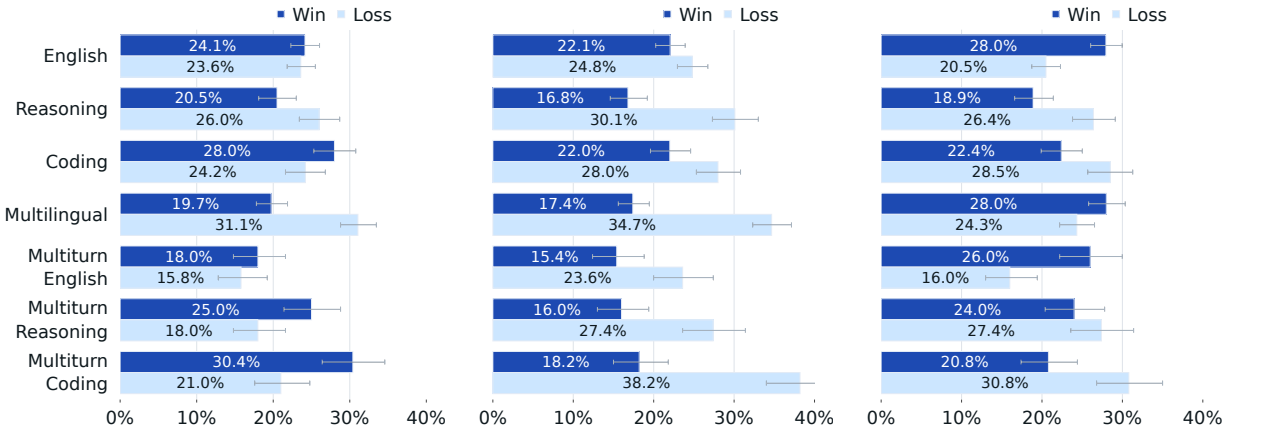 Win Loss
Win Loss
Win Loss
English
24.1%
23.6%
22.1%
24.8%
28.0%
20.5%
Reasoning
20.5%
26.0%
16.8%
30.1%
18.9%
26.4%
Coding
28.0%
24.2%
22.0%
28.0%
22.4%
28.5%
Multilingual
19.7%
31.1%
17.4%
34.7%
28.0%
24.3%
Multiturn
English
18.0%
15.8%
15.4%
23.6%
26.0%
16.0%
Multiturn
Reasoning
25.0%
18.0%
16.0%
27.4%
24.0%
27.4%
Multiturn
Coding
30.4%
21.0%
18.2%
38.2%
20.8%
30.8%
0% 10% 20% 30% 40%
0% 10% 20% 30% 40%
0% 10% 20% 30% 40%